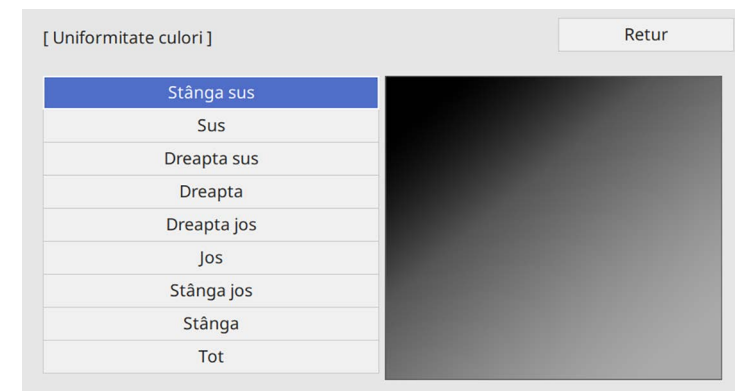 [ Uniformitate culori ]
Retur
Stânga sus
Sus
Dreapta sus
Dreapta
Dreapta jos
Jos
Stânga jos
Stânga
Tot